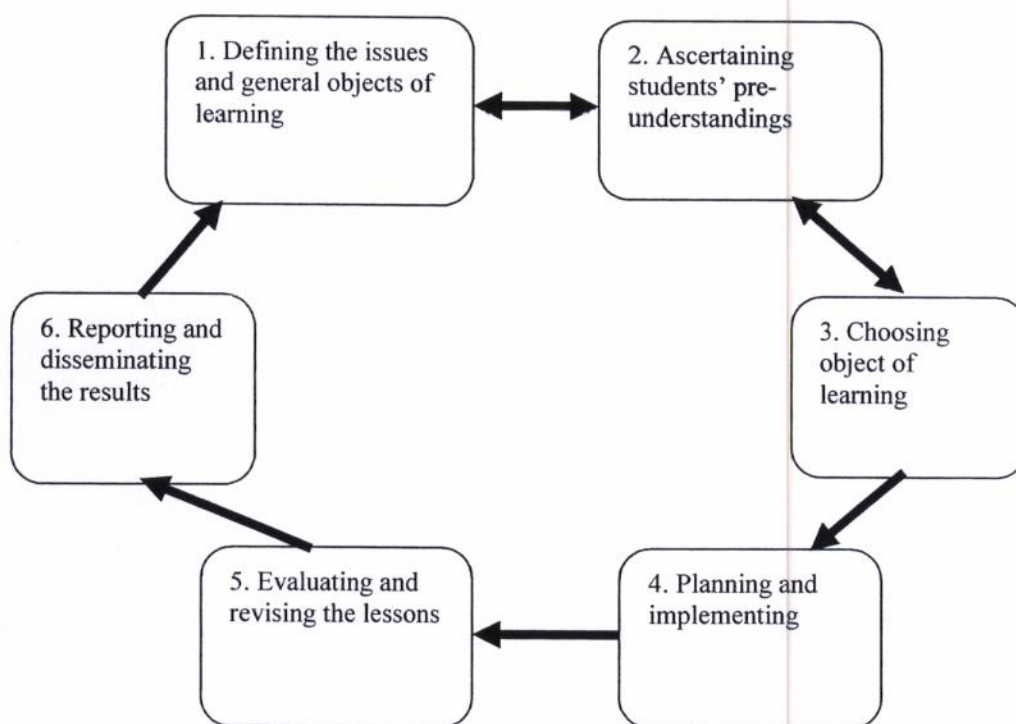 1. Defining the issues
and general objects of
learning
2. Ascertaining
students' pre-
understandings
3. Choosing
object of
learning
4. Planning and
implementing
5. Evaluating and
revising the lessons
6. Reporting and
disseminating
the results